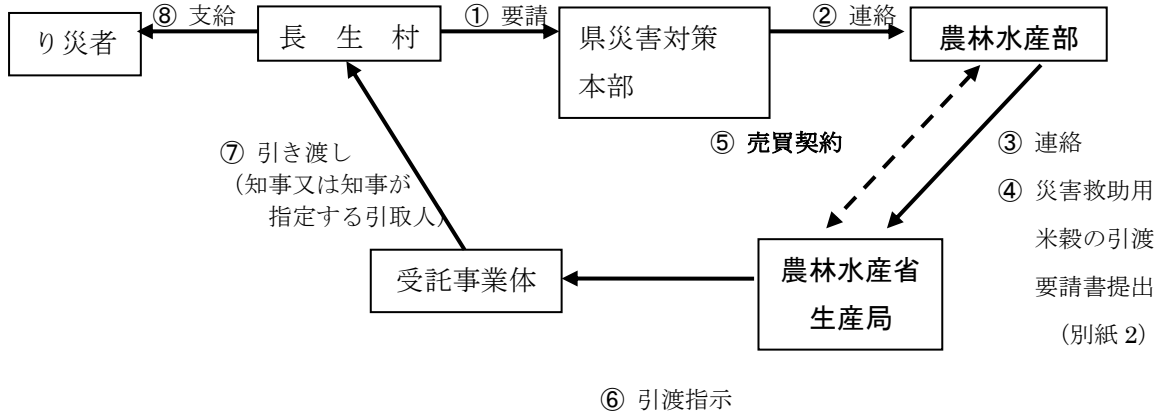 ⑧ 支給
① 要請
② 連絡
り災者
長　生　村
県災害対策
本部
農林水産部
⑤ 売買契約
③ 連絡
④ 災害救助用
米穀の引渡
要請書提出
（別紙 2）
⑦ 引き渡し
（知事又は知事が
指定する引取人）
受託事業体
農林水産省
生産局
⑥ 引渡指示